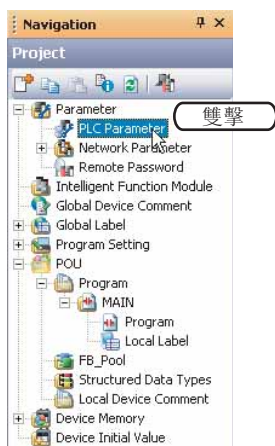 Navigation
Project
Parameter
PLC Parameter
雙擊
Network Parameter
Remote Password
Intelligent Function Module
Global Device Comment
Global Label
Program Setting
POU
Program
MAIN
Program
Local Label
FB_Pool
Structured Data Types
Local Device Comment
Device Memory
Device Initial Value